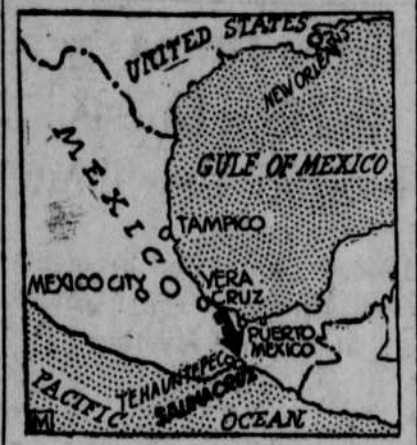 UNITED STATES
NEW ORLEANS
GULF OF MEXICO
MEXICO
TAMPICO
MEXICO CITY
VERA
CRUZ
PUERTO
MEXICO
TEHAUNTEPEC
SALINA CRUZ
PACIFIC
OCEAN
M